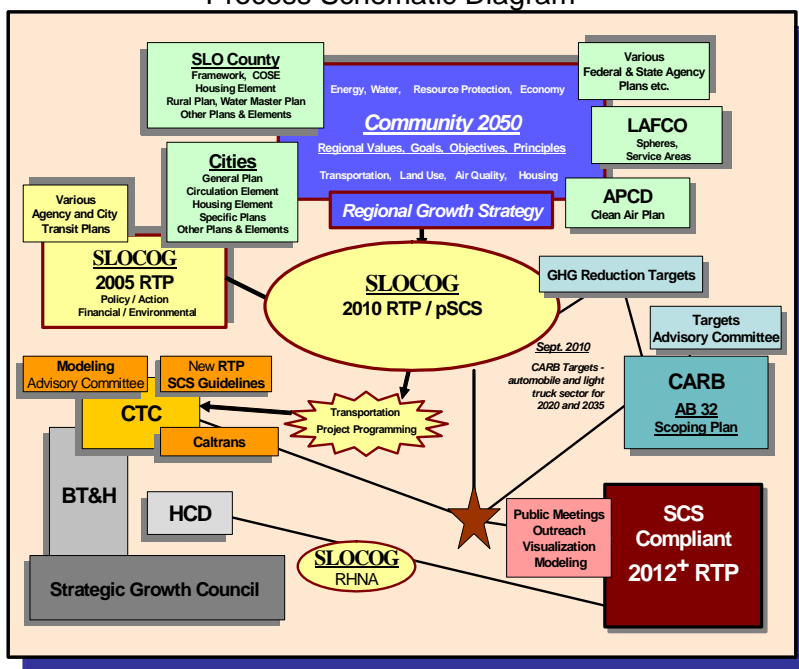 Process Schematic Diagram
SLO County
Framework, COSE
Housing Element
Rural Plan, Water Master Plan
Other Plans & Elements
Energy, Water, Resource Protection, Economy
Community 2050
Regional Values, Goals, Objectives, Principles
Transportation, Land Use, Air Quality, Housing
Regional Growth Strategy
Various
Federal & State Agency
Plans etc.
LAFCO
Spheres,
Service Areas
APCD
Clean Air Plan
Cities
General Plan
Circulation Element
Housing Element
Specific Plans
Other Plans & Elements
Various
Agency and City
Transit Plans
SLOCOG
2005 RTP
Policy / Action
Financial / Environmental
SLOCOG
2010 RTP / pSCS
GHG Reduction Targets
Targets
Advisory Committee
Sept. 2010
CARB Targets -
automobile and light
truck sector for
2020 and 2035
CARB
AB 32
Scoping Plan
Modeling
Advisory Committee
New RTP
SCS Guidelines
CTC
Caltrans
Transportation
Project Programming
BT&H
HCD
Strategic Growth Council
SLOCOG
RHNA
Public Meetings
Outreach
Visualization
Modeling
SCS
Compliant
2012+ RTP